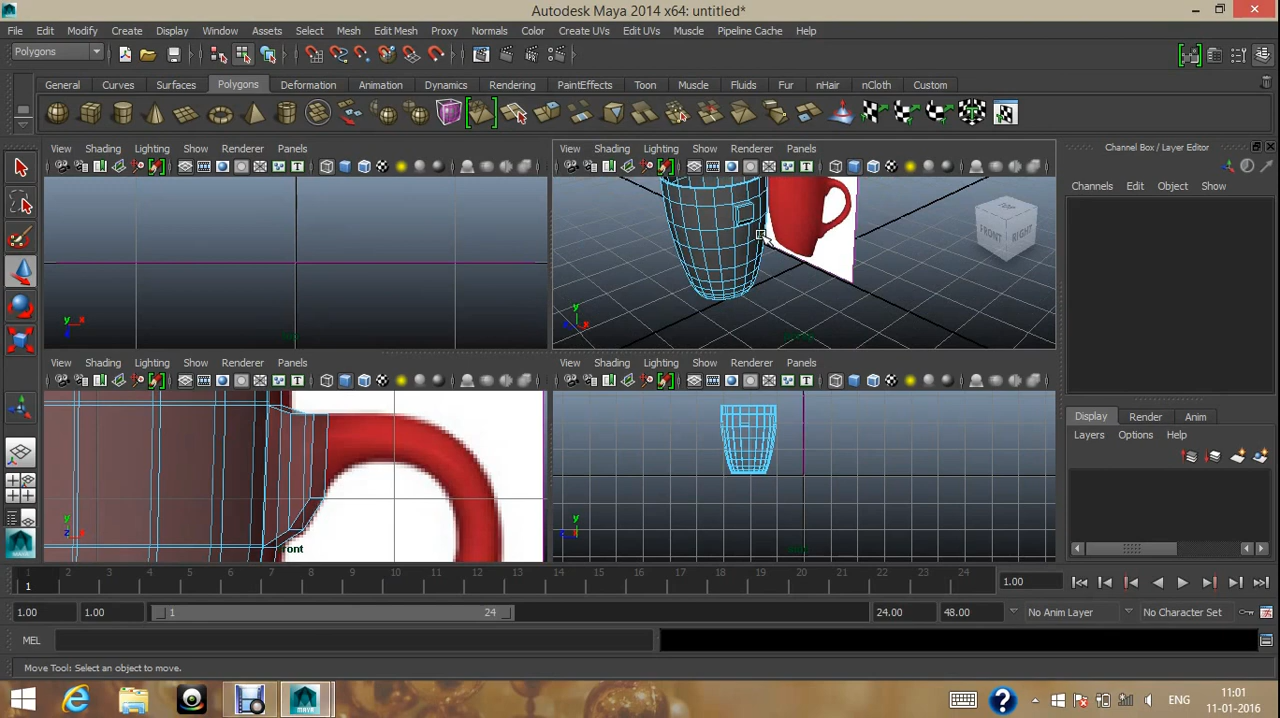 Autodesk Maya 2014 x64: untitled*
File Edit Modify Create Display Window Assets Select Mesh Edit Mesh Proxy Normals Color Create UVs Edit UVs Muscle Pipeline Cache Help
Polygons
General Curves Surfaces Polygons Deformation Animation Dynamics Rendering PaintEffects Toon Muscle Fluids Fur nHair nCloth Custom
View Shading Lighting Show Renderer Panels
View Shading Lighting Show Renderer Panels
Channel Box / Layer Editor
Channels Edit Object Show
TOP
FRONT
RIGHT
y
x
y
x
View Shading Lighting Show Renderer Panels
View Shading Lighting Show Renderer Panels
Display Render Anim
Layers Options Help
y
z
front
y
1 2 3 4 5 6 7 8 9 10 11 12 13 14 15 16 17 18 19 20 21 22 23 24
1
1.00
1.00 1.00 1 24 24.00 48.00 No Anim Layer No Character Set
MEL
Move Tool: Select an object to move.
MAYA
ENG
11:01
11-01-2016